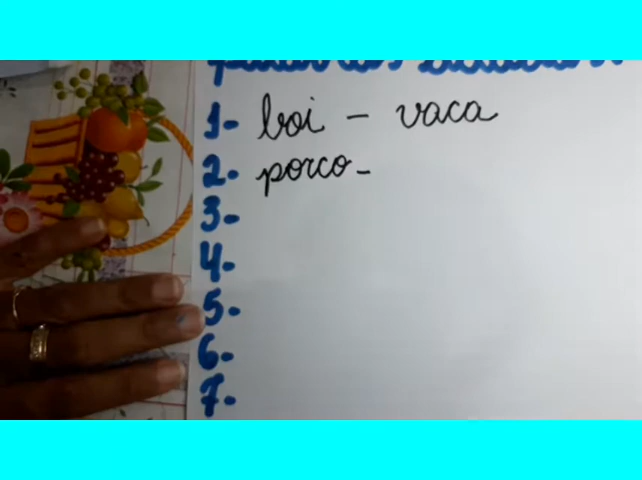 1- boi - vaca
2- porco-
3-
4-
5-
6-
7-